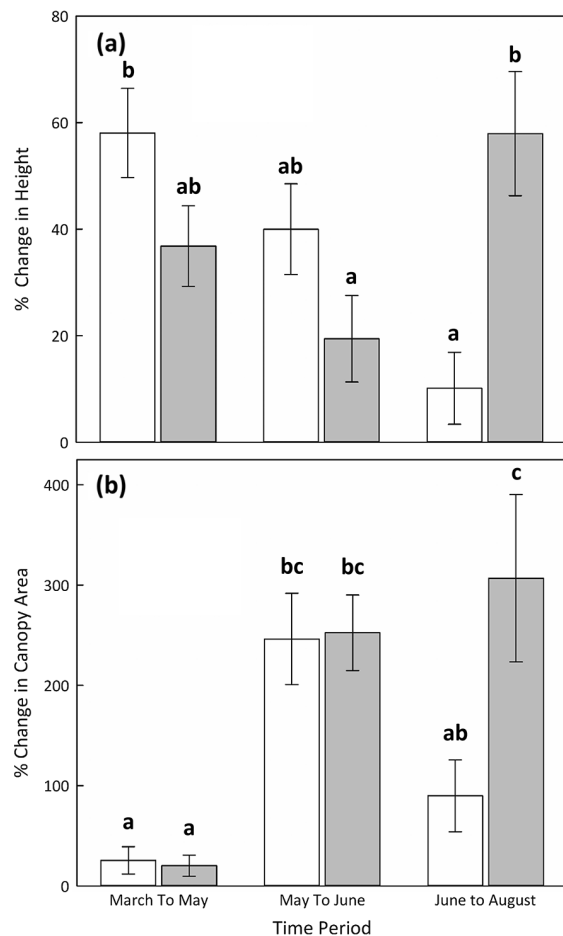 80
(a)
b
b
60
ab
ab
% Change in Height
40
a
20
a
0
(b)
c
400
bc
bc
300
% Change in Canopy Area
200
ab
100
a
a
0
March To May
May To June
June to August
Time Period